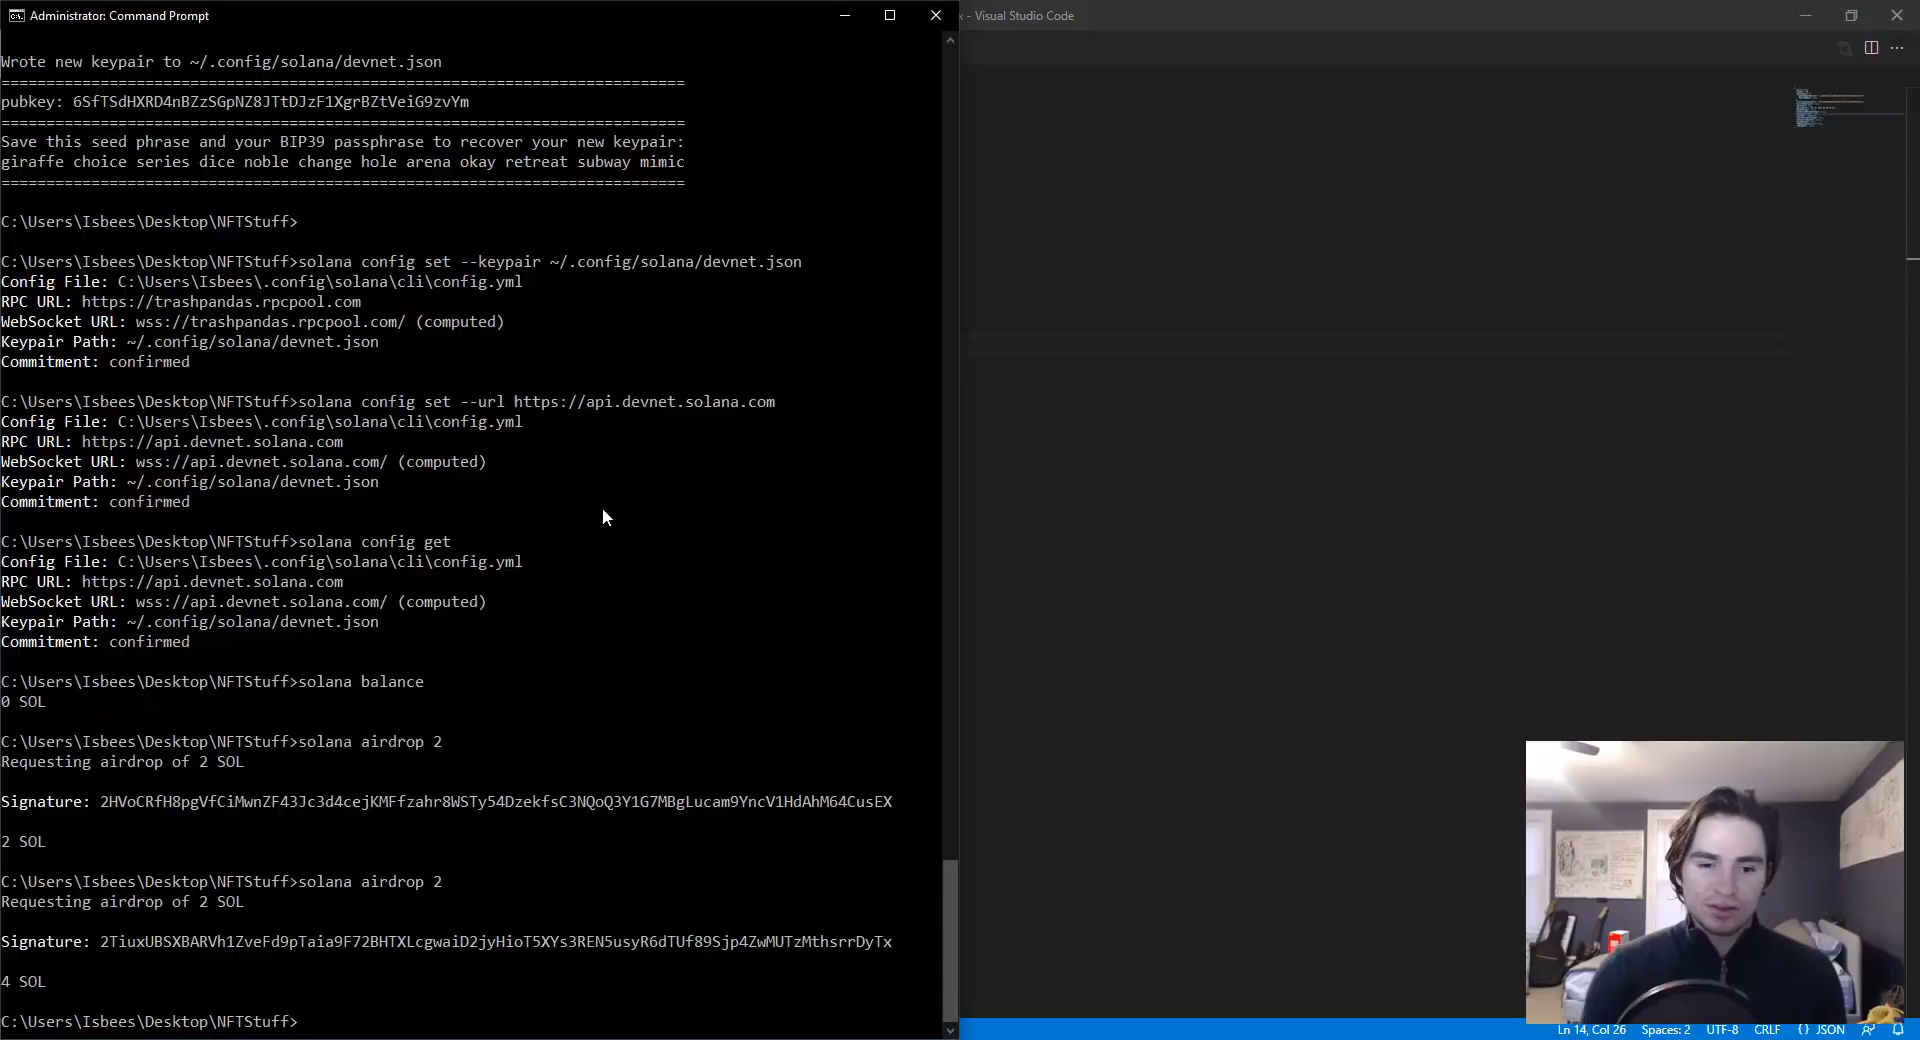 Administrator: Command Prompt
x - Visual Studio Code
Wrote new keypair to ~/.config/solana/devnet.json
============================================================================
pubkey: 6SfTSdHXRD4nBZzSGpNZ8JTtDJzF1XgrBZtVeiG9zvYm
============================================================================
Save this seed phrase and your BIP39 passphrase to recover your new keypair:
giraffe choice series dice noble change hole arena okay retreat subway mimic
============================================================================
C:\Users\Isbees\Desktop\NFTStuff>
C:\Users\Isbees\Desktop\NFTStuff>solana config set --keypair ~/.config/solana/devnet.json
Config File: C:\Users\Isbees\.config\solana\cli\config.yml
RPC URL: https://trashpandas.rpcpool.com
WebSocket URL: wss://trashpandas.rpcpool.com/ (computed)
Keypair Path: ~/.config/solana/devnet.json
Commitment: confirmed
C:\Users\Isbees\Desktop\NFTStuff>solana config set --url https://api.devnet.solana.com
Config File: C:\Users\Isbees\.config\solana\cli\config.yml
RPC URL: https://api.devnet.solana.com
WebSocket URL: wss://api.devnet.solana.com/ (computed)
Keypair Path: ~/.config/solana/devnet.json
Commitment: confirmed
C:\Users\Isbees\Desktop\NFTStuff>solana config get
Config File: C:\Users\Isbees\.config\solana\cli\config.yml
RPC URL: https://api.devnet.solana.com
WebSocket URL: wss://api.devnet.solana.com/ (computed)
Keypair Path: ~/.config/solana/devnet.json
Commitment: confirmed
C:\Users\Isbees\Desktop\NFTStuff>solana balance
0 SOL
C:\Users\Isbees\Desktop\NFTStuff>solana airdrop 2
Requesting airdrop of 2 SOL
Signature: 2HVoCRfH8pgVfCiMwnZF43Jc3d4cejKMFfzahr8WSTy54DzekfsC3NQoQ3Y1G7MBgLucam9YncV1HdAhM64CusEX
2 SOL
C:\Users\Isbees\Desktop\NFTStuff>solana airdrop 2
Requesting airdrop of 2 SOL
Signature: 2TiuxUBSXBARVh1ZveFd9pTaia9F72BHTXLcgwaiD2jyHioT5XYs3REN5usyR6dTUf89Sjp4ZwMUTzMthsrrDyTx
4 SOL
C:\Users\Isbees\Desktop\NFTStuff>
Ln 14, Col 26 Spaces: 2 UTF-8 CRLF {} JSON